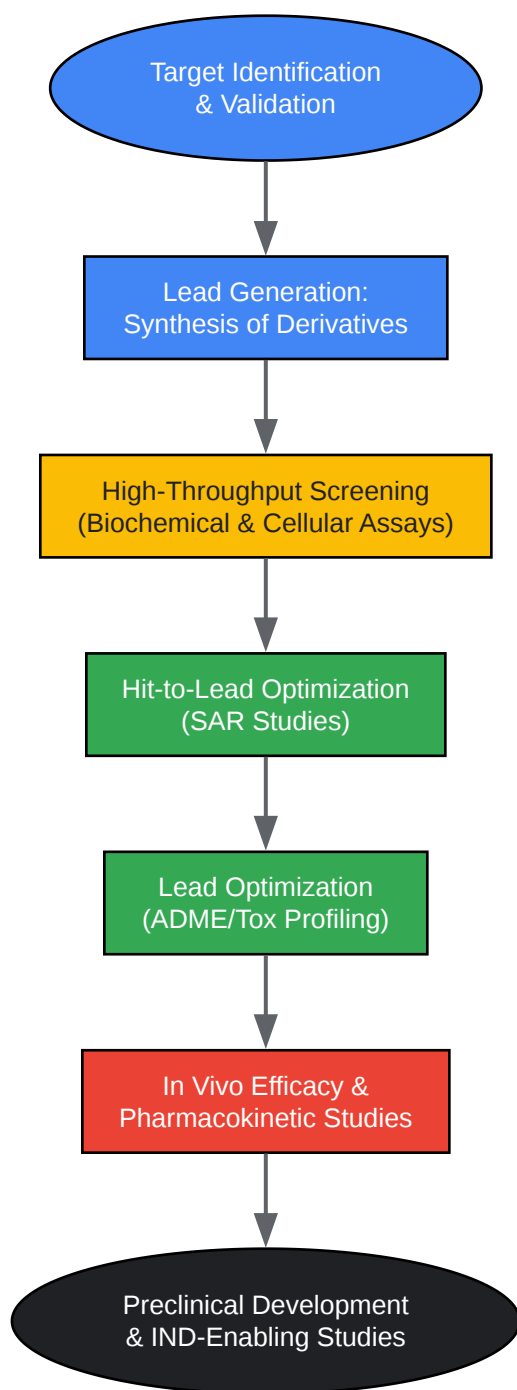 Target Identification
& Validation
Lead Generation:
Synthesis of Derivatives
High-Throughput Screening
(Biochemical & Cellular Assays)
Hit-to-Lead Optimization
(SAR Studies)
Lead Optimization
(ADME/Tox Profiling)
In Vivo Efficacy &
Pharmacokinetic Studies
Preclinical Development
& IND-Enabling Studies